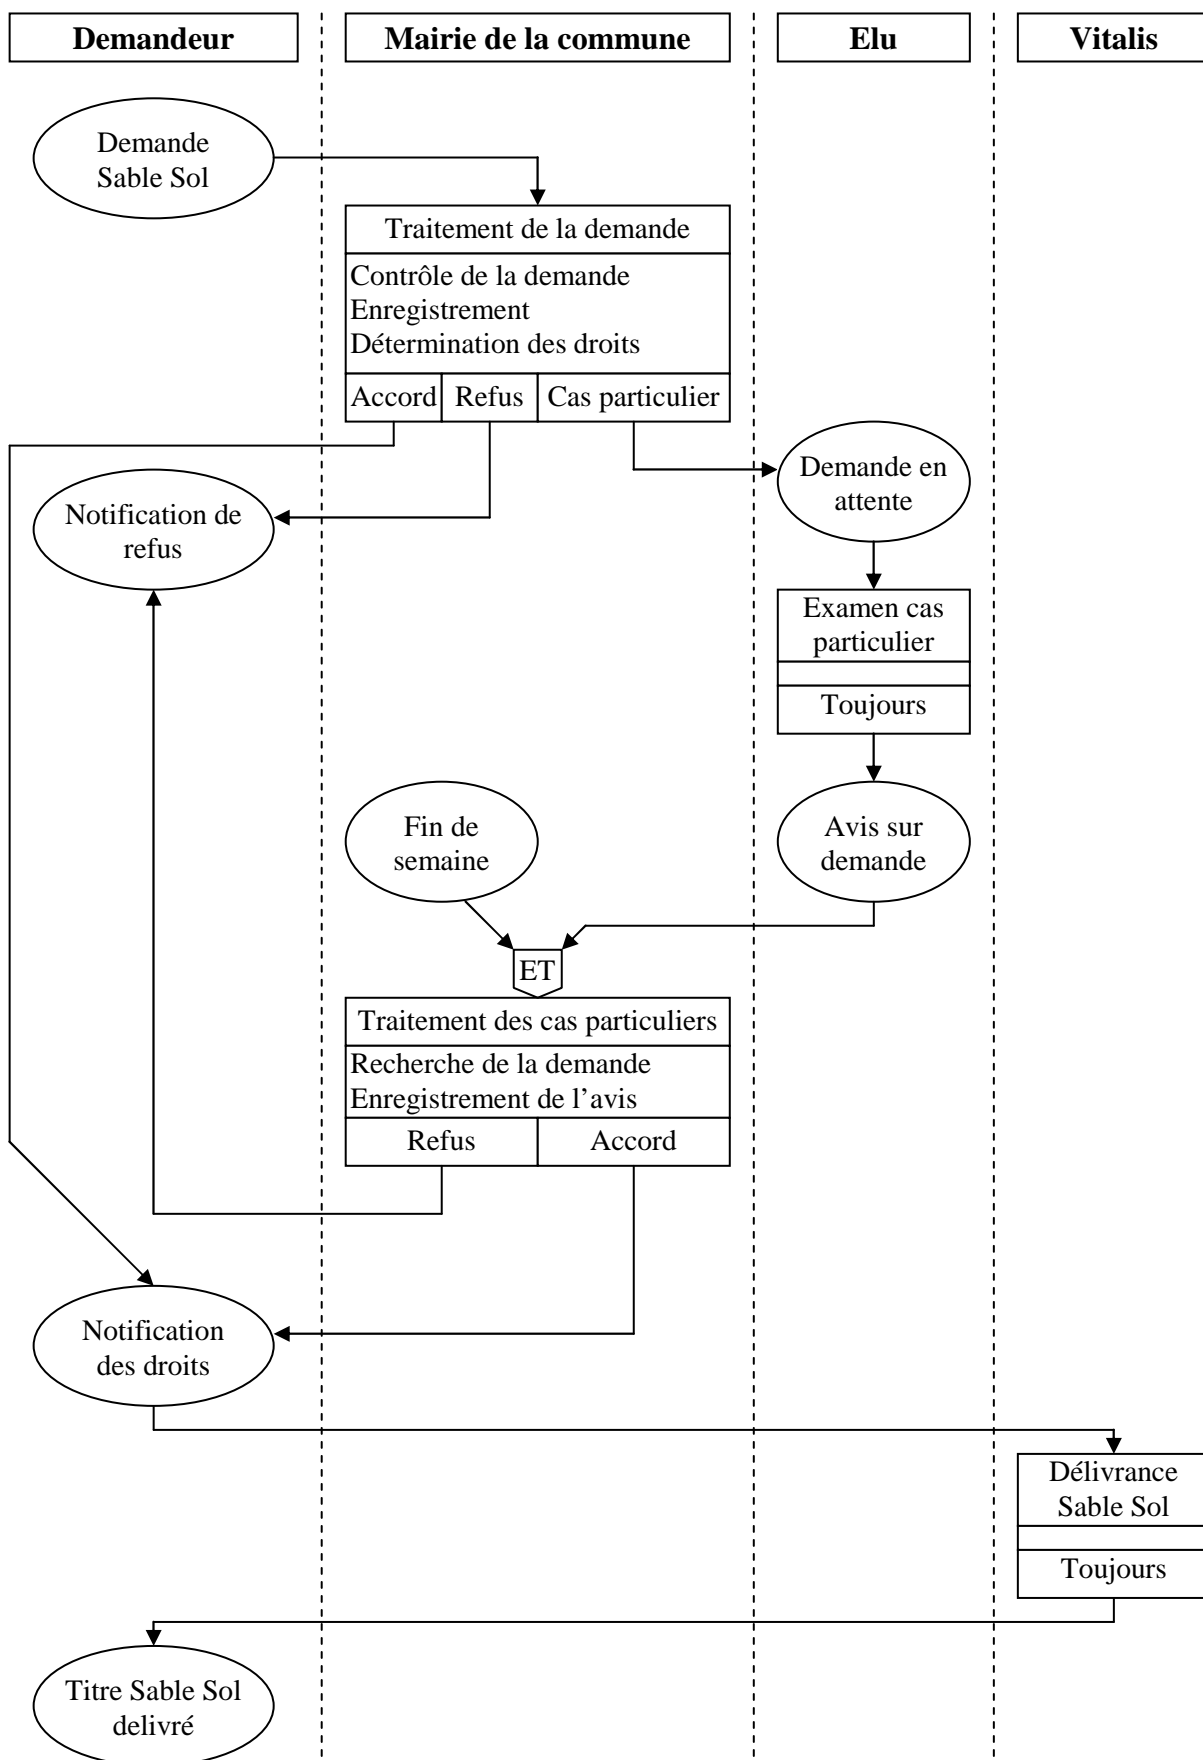 Demandeur
Mairie de la commune
Elu
Vitalis
Demande
Sable Sol
Traitement de la demande
Contrôle de la demande
Enregistrement
Détermination des droits
Accord
Refus
Cas particulier
Demande en
attente
Notification de
refus
Examen cas
particulier
Toujours
Fin de
semaine
Avis sur
demande
ET
Traitement des cas particuliers
Recherche de la demande
Enregistrement de l’avis
Refus
Accord
Notification
des droits
Délivrance
Sable Sol
Toujours
Titre Sable Sol
delivré